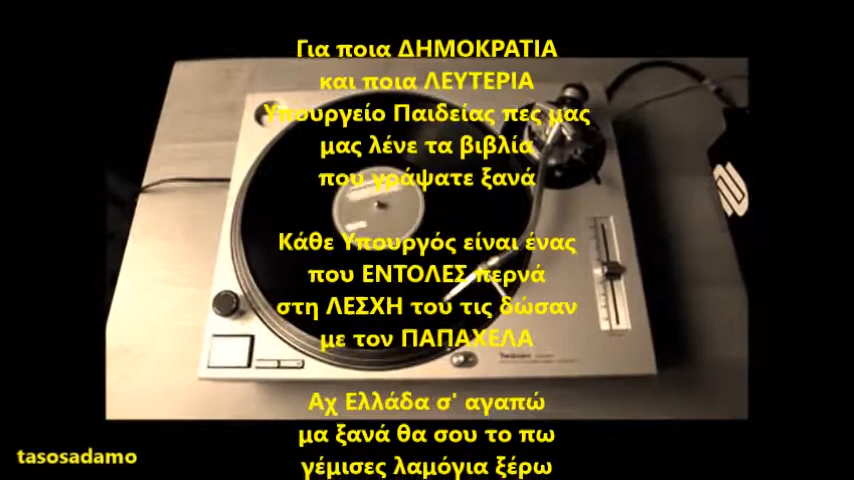 Για ποια ΔΗΜΟΚΡΑΤΙΑ
και ποια ΛΕΥΤΕΡΙΑ
Υπουργείο Παιδείας πες μας
μας λένε τα βιβλία
που γράψατε ξανά
Κάθε Υπουργός είναι ένας
που ΕΝΤΟΛΕΣ περνά
στη ΛΕΣΧΗ του τις δώσαν
με τον ΠΑΠΑΧΕΛΑ
Technics
Αχ Ελλάδα σ' αγαπώ
μα ξανά θα σου το πω
γέμισες λαμόγια ξέρω
tasosadamo